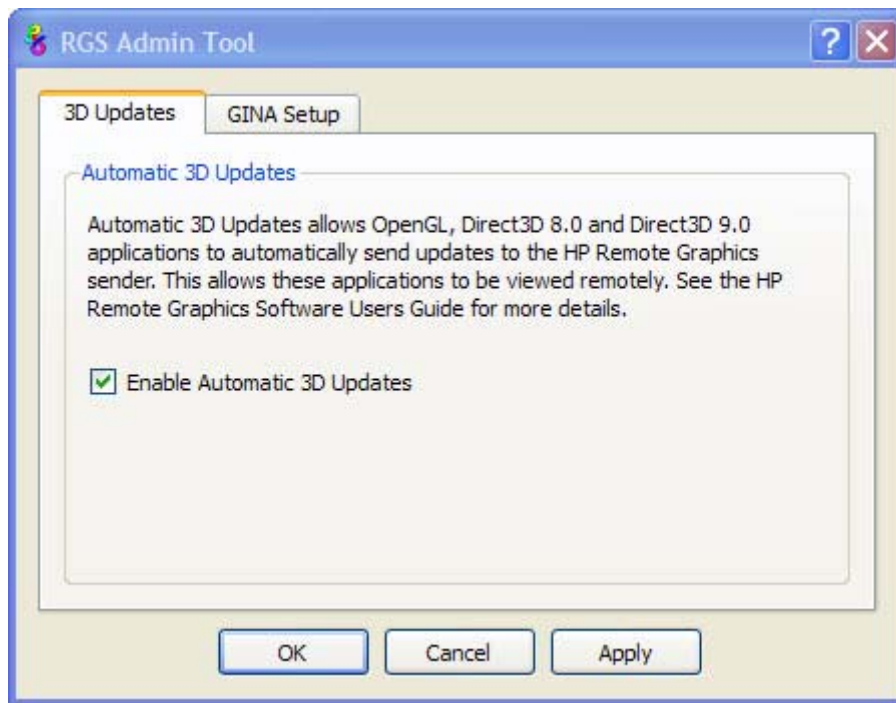 RGS Admin Tool
3D Updates
GINA Setup
Automatic 3D Updates
Automatic 3D Updates allows OpenGL, Direct3D 8.0 and Direct3D 9.0
applications to automatically send updates to the HP Remote Graphics
sender. This allows these applications to be viewed remotely. See the HP
Remote Graphics Software Users Guide for more details.
Enable Automatic 3D Updates
OK
Cancel
Apply